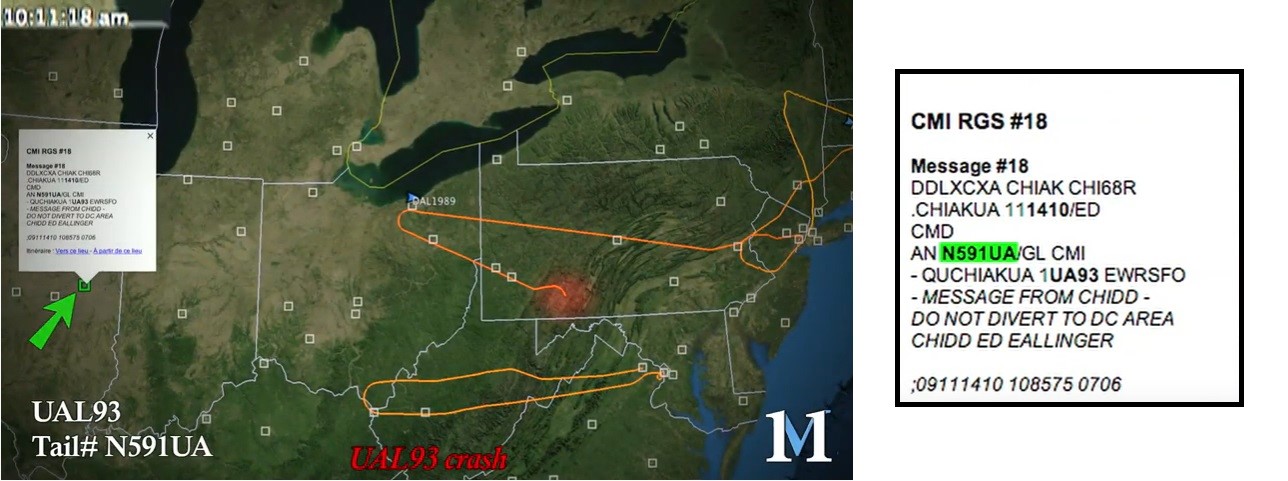 10:11:18 am
CMI RGS #18
Message #18
DDLXCXA CHIAK CHI68R
.CHIAKUA 111410/ED
CMD
AN N591UA/GL CMI
- QUCHIAKUA 1UA93 EWRSFO
- MESSAGE FROM CHIDD -
DO NOT DIVERT TO DC AREA
CHIDD ED EALLINGER
;09111410 108575 0706
Itinéraire : Vers ce lieu - À partir de ce lieu
DAL1989
UAL93
Tail# N591UA
UAL93 crash
M
CMI RGS #18
Message #18
DDLXCXA CHIAK CHI68R
.CHIAKUA 111410/ED
CMD
AN N591UA/GL CMI
- QUCHIAKUA 1UA93 EWRSFO
- MESSAGE FROM CHIDD -
DO NOT DIVERT TO DC AREA
CHIDD ED EALLINGER
;09111410 108575 0706